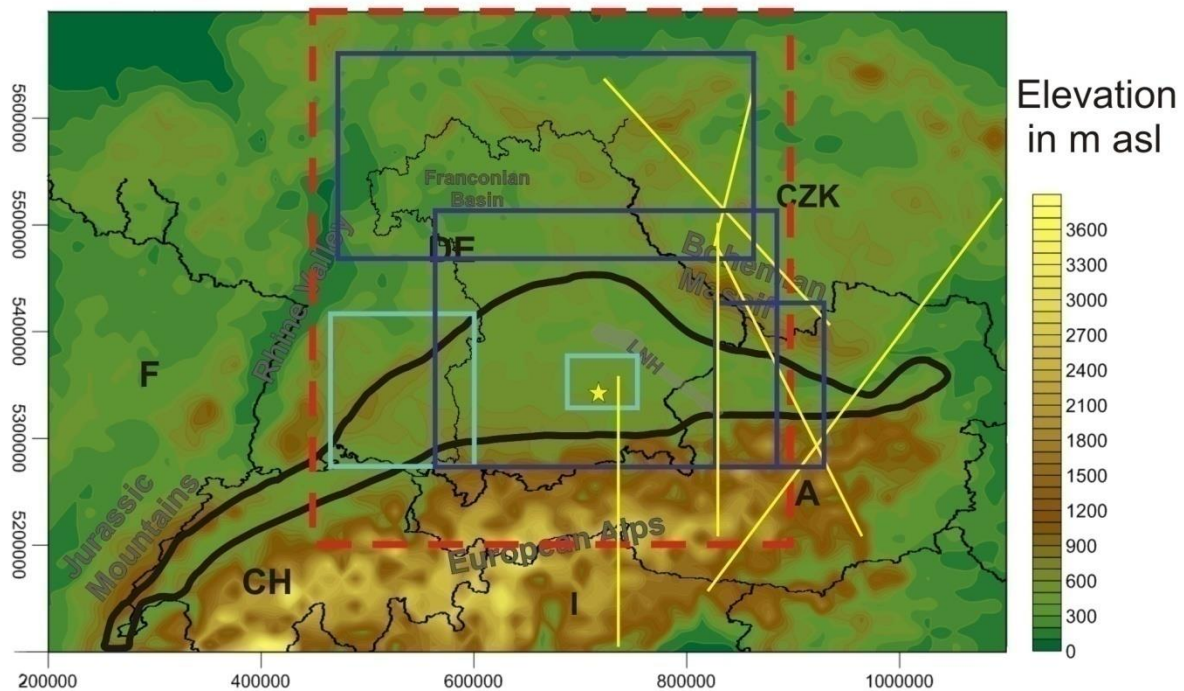 Elevation
in m asl
5600000
5500000
5400000
5300000
5200000
Franconian
Basin
CZK
DE
Rhine Valley
Bohemian
Massif
F
LNH
Jurassic
Mountains
A
European Alps
CH
I
200000
400000
600000
800000
1000000
3600
3300
3000
2700
2400
2100
1800
1500
1200
900
600
300
0